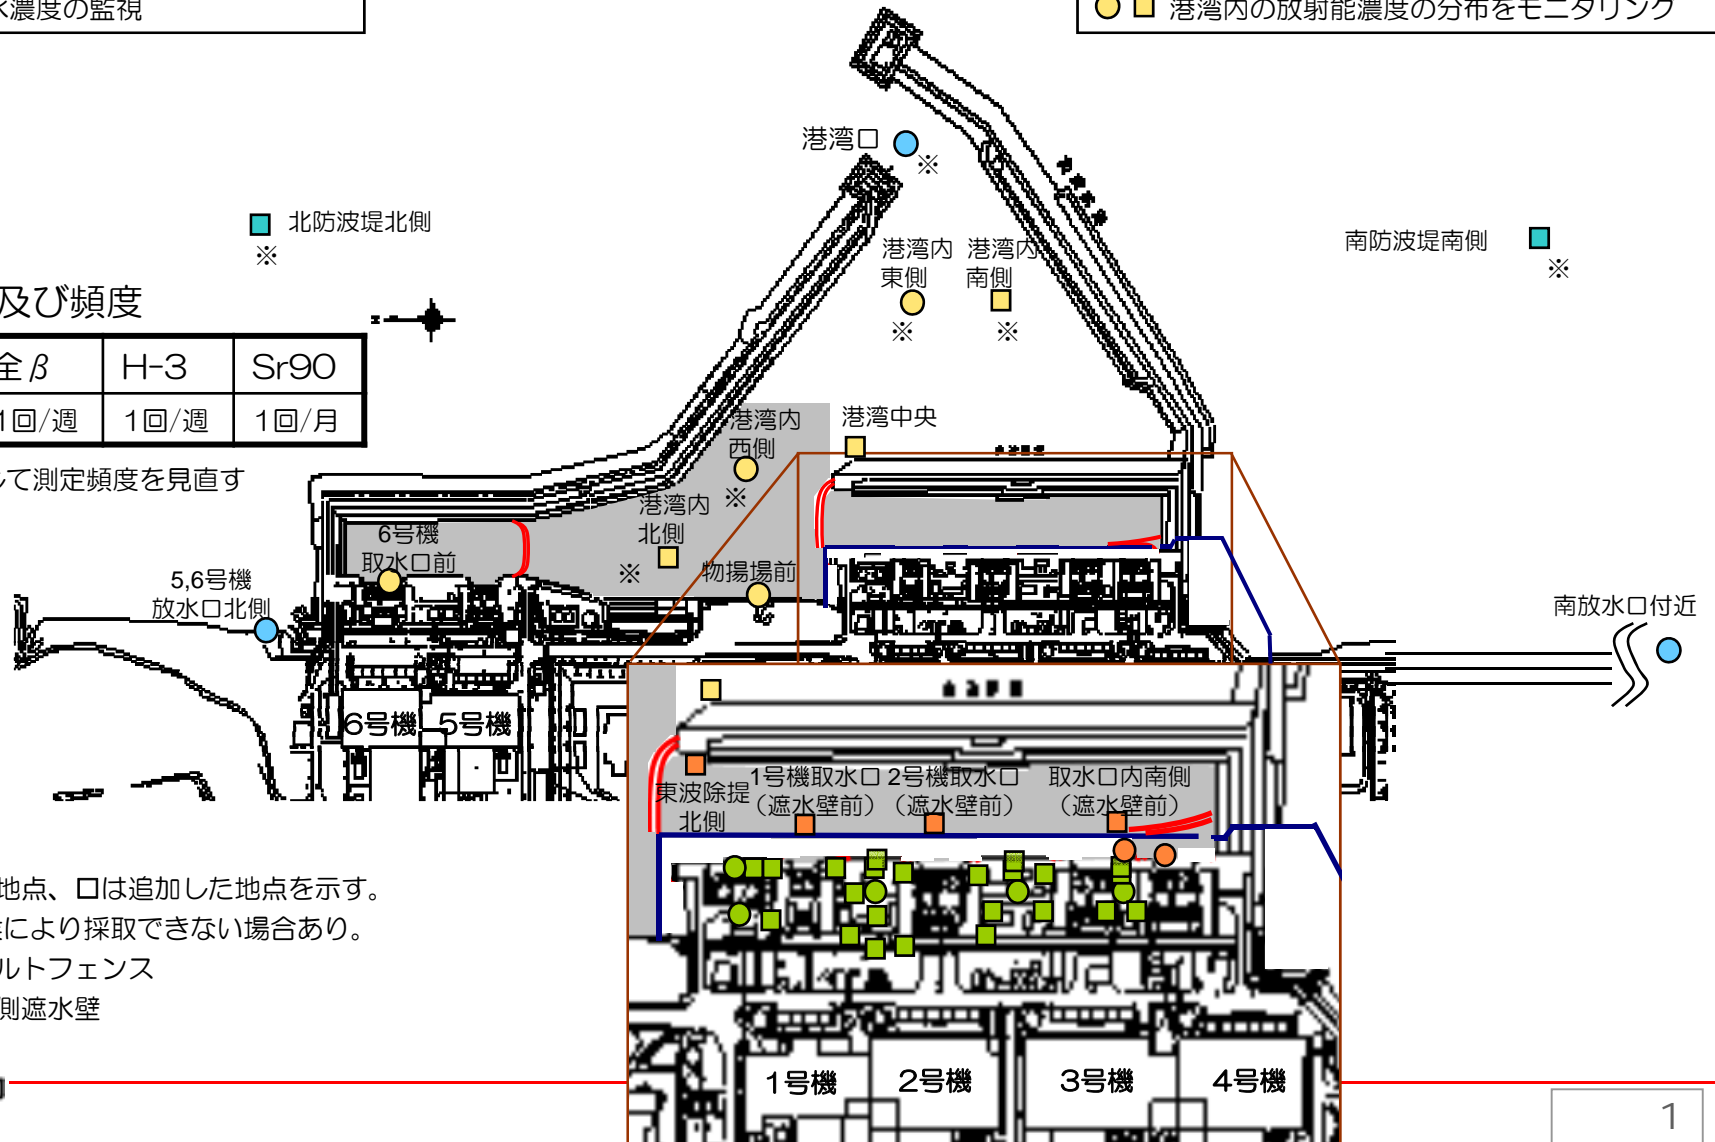 水濃度の監視
港湾内の放射能濃度の分布をモニタリング
港湾口
※
北防波堤北側
※
南防波堤南側
※
港湾内
東側
※
港湾内
南側
※
及び頻度
全β H-3 Sr90
1回/週 1回/週 1回/月
して測定頻度を見直す
港湾内
西側
※
港湾中央
港湾内
北側
※
6号機
取水口前
物揚場前
5,6号機
放水口北側
南放水口付近
6号機 5号機
東波除堤
北側
1号機取水口
（遮水壁前）
2号機取水口
（遮水壁前）
取水口内南側
（遮水壁前）
地点、□は追加した地点を示す。
により採取できない場合あり。
ルトフェンス
側遮水壁
1号機 2号機 3号機 4号機
1